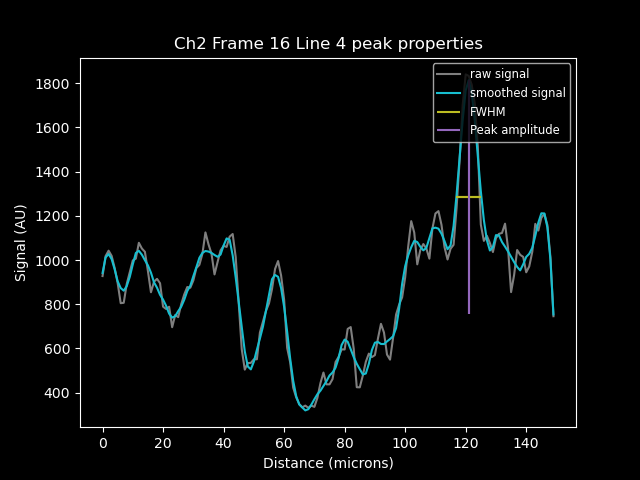 Ch2 Frame 16 Line 4 peak properties
raw signal
smoothed signal
FWHM
Peak amplitude
Signal (AU)
1800
1600
1400
1200
1000
800
600
400
0 20 40 60 80 100 120 140
Distance (microns)